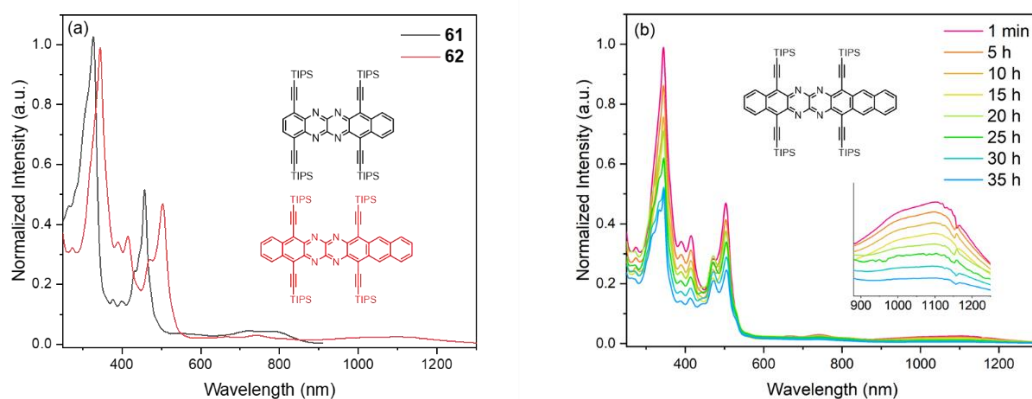 (a)
61
62
Normalized Intensity (a.u.)
1.0
0.8
0.6
0.4
0.2
0.0
400 600 800 1000 1200
Wavelength (nm)
TIPS TIPS
N N
N N
TIPS TIPS
TIPS TIPS
N N
N N
TIPS TIPS
(b)
1 min
5 h
10 h
15 h
20 h
25 h
30 h
35 h
Normalized Intensity (a.u.)
1.0
0.8
0.6
0.4
0.2
0.0
400 600 800 1000 1200
Wavelength (nm)
TIPS TIPS
N N
N N
TIPS TIPS
900 1000 1100 1200